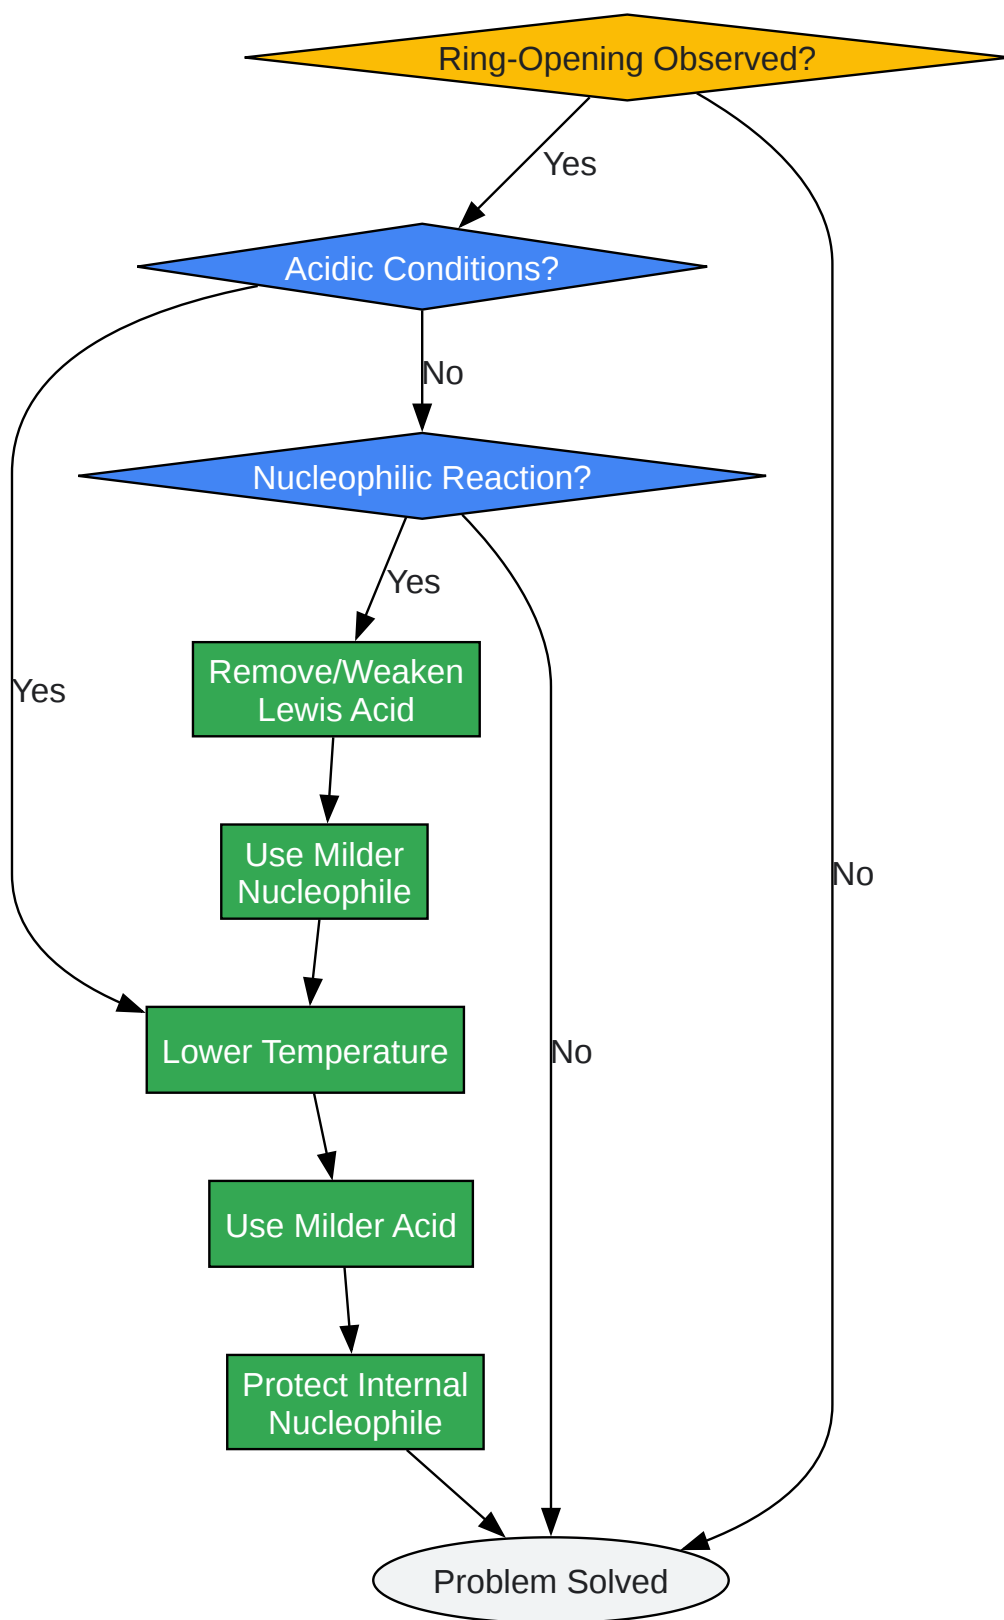 Ring-Opening Observed?
Yes
Acidic Conditions?
No
Nucleophilic Reaction?
Yes
Remove/Weaken
Lewis Acid
Yes
Use Milder
Nucleophile
No
Lower Temperature
No
Use Milder Acid
Protect Internal
Nucleophile
Problem Solved